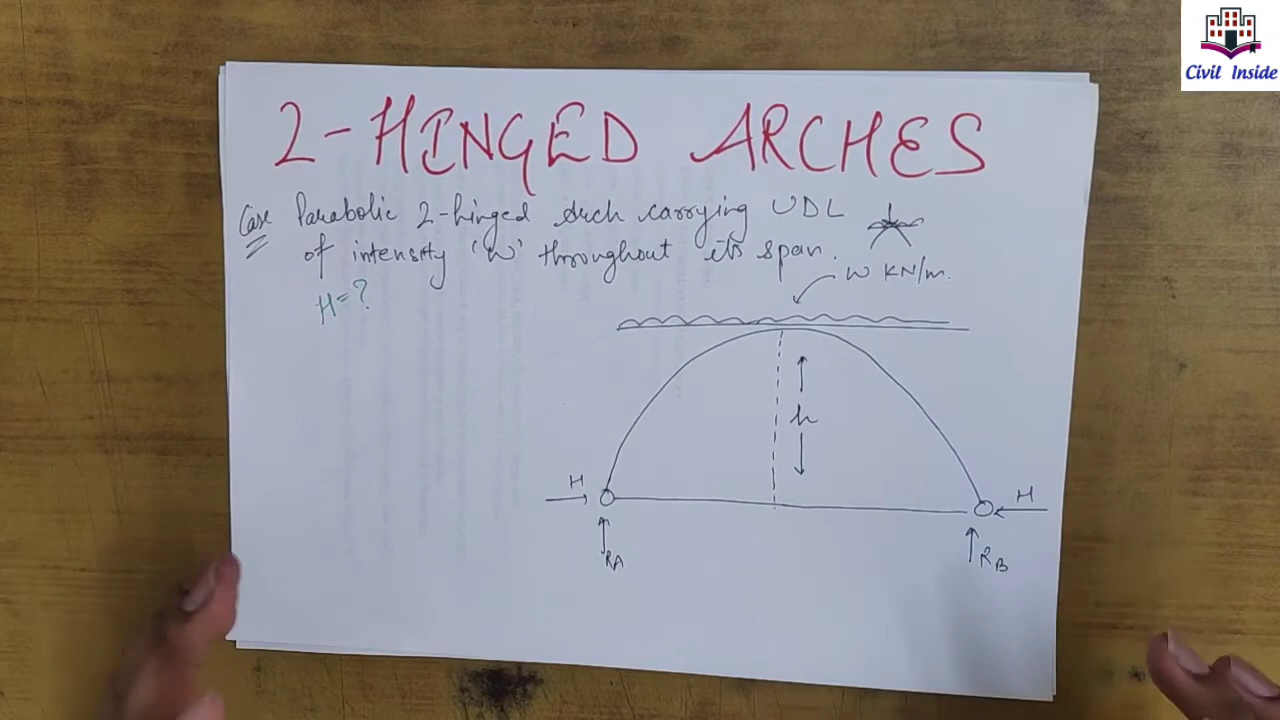 Civil Inside
2-HINGED ARCHES
Case Parabolic 2-hinged Arch carrying UDL
of intensity 'w' throughout its span.
w KN/m.
H=?
h
H
H
RA
RB